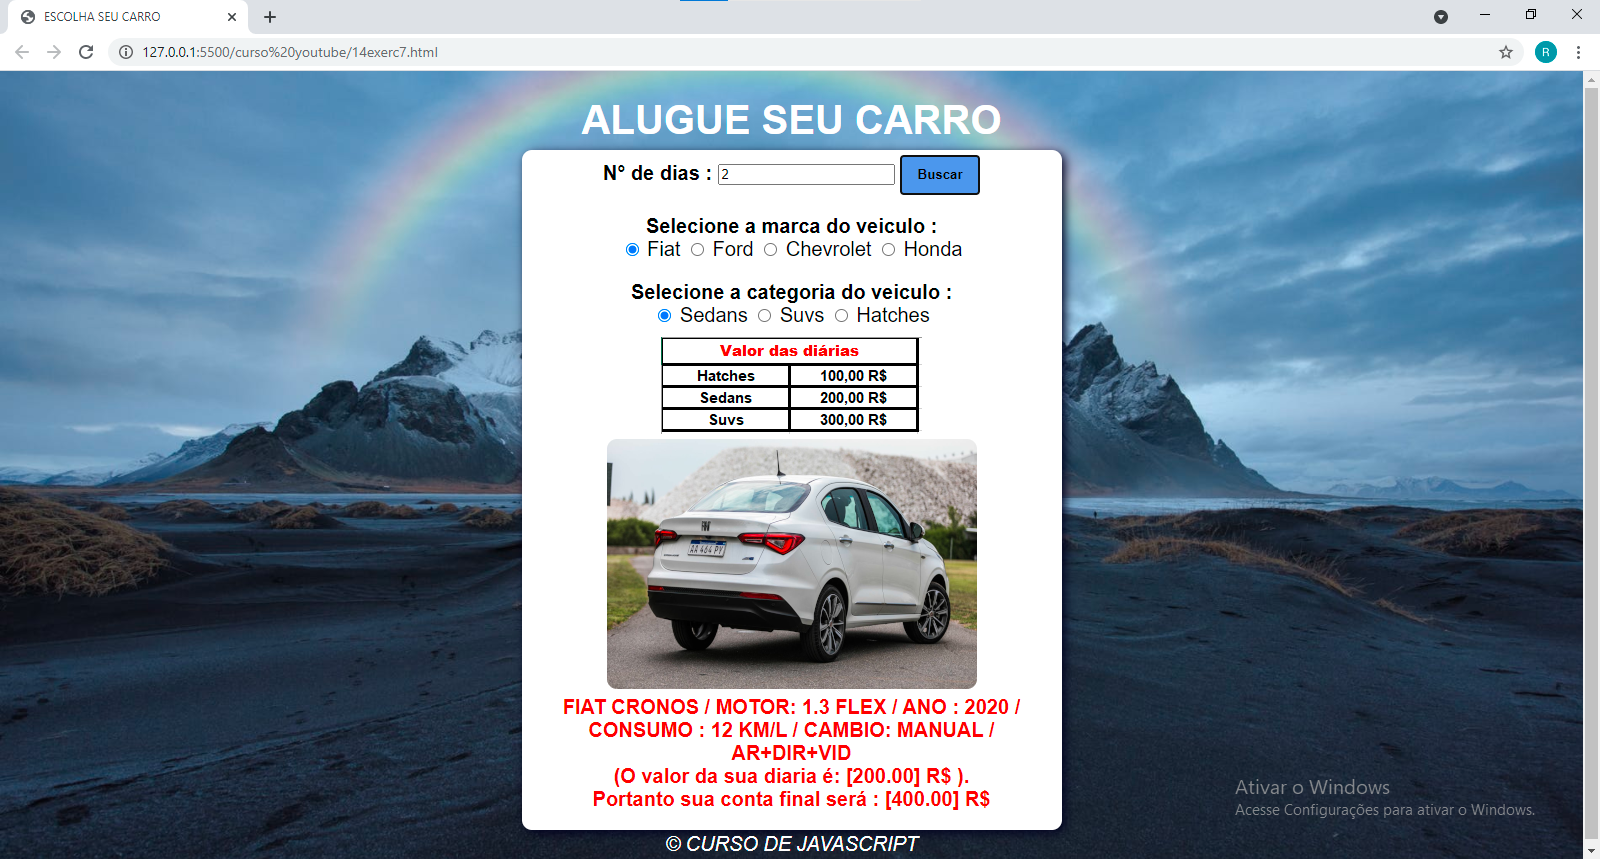 ESCOLHA SEU CARRO
127.0.0.1:5500/curso%20youtube/14exerc7.html
R
ALUGUE SEU CARRO
N° de dias : 2 Buscar
Selecione a marca do veiculo :
Fiat Ford Chevrolet Honda
Selecione a categoria do veiculo :
Sedans Suvs Hatches
Valor das diárias
Hatches 100,00 R$
Sedans 200,00 R$
Suvs 300,00 R$
FIAT
AA 464 PY
FIAT CRONOS / MOTOR: 1.3 FLEX / ANO : 2020 /
CONSUMO : 12 KM/L / CAMBIO: MANUAL /
AR+DIR+VID
(O valor da sua diaria é: [200.00] R$ ).
Portanto sua conta final será : [400.00] R$
Ativar o Windows
Acesse Configurações para ativar o Windows.
© CURSO DE JAVASCRIPT